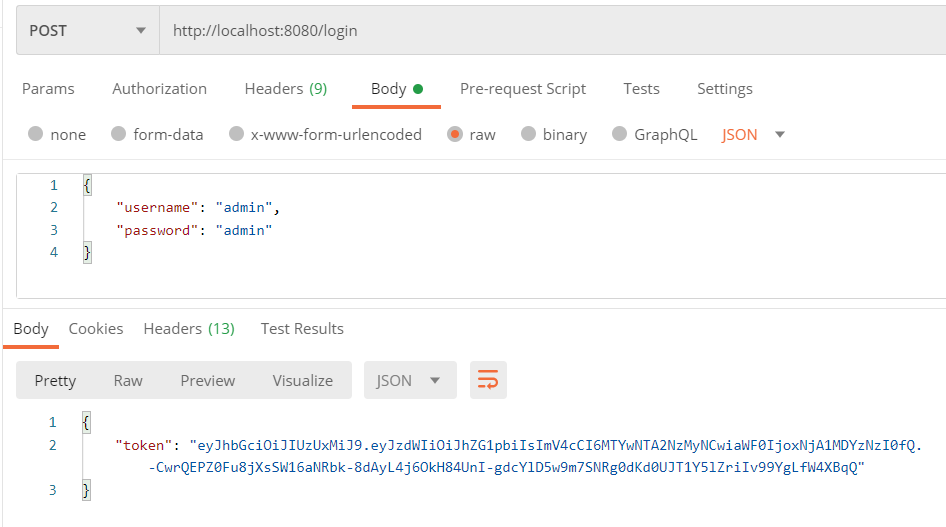 POST http://localhost:8080/login
Params Authorization Headers (9) Body Pre-request Script Tests Settings
none form-data x-www-form-urlencoded raw binary GraphQL JSON
1 {
2 "username": "admin",
3 "password": "admin"
4 }
Body Cookies Headers (13) Test Results
Pretty Raw Preview Visualize JSON
1 {
2 "token": "eyJhbGciOiJIUzUxMiJ9.eyJzdWIiOiJhZG1pbiIsImV4cCI6MTYwNTA2NzMyNCwiaWF0IjoxNjA1MDYzNzI0fQ.
-CwrQEPZ0Fu8jXsSW16aNRbk-8dAyL4j6OkH84UnI-gdcYlD5w9m7SNRg0dKd0UJT1Y5lZriIv99YgLfW4XBqQ"
3 }